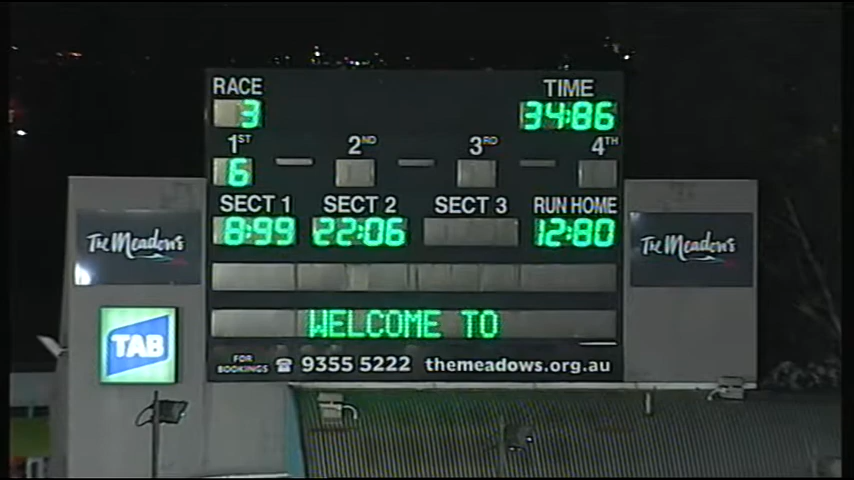 RACE TIME
3 34:86
1ST 2ND 3RD 4TH
6
SECT 1 SECT 2 SECT 3 RUN HOME
8:99 22:06 12:80
The Meadows
The Meadows
WELCOME TO
TAB
FOR BOOKINGS ☎ 9355 5222 themeadows.org.au